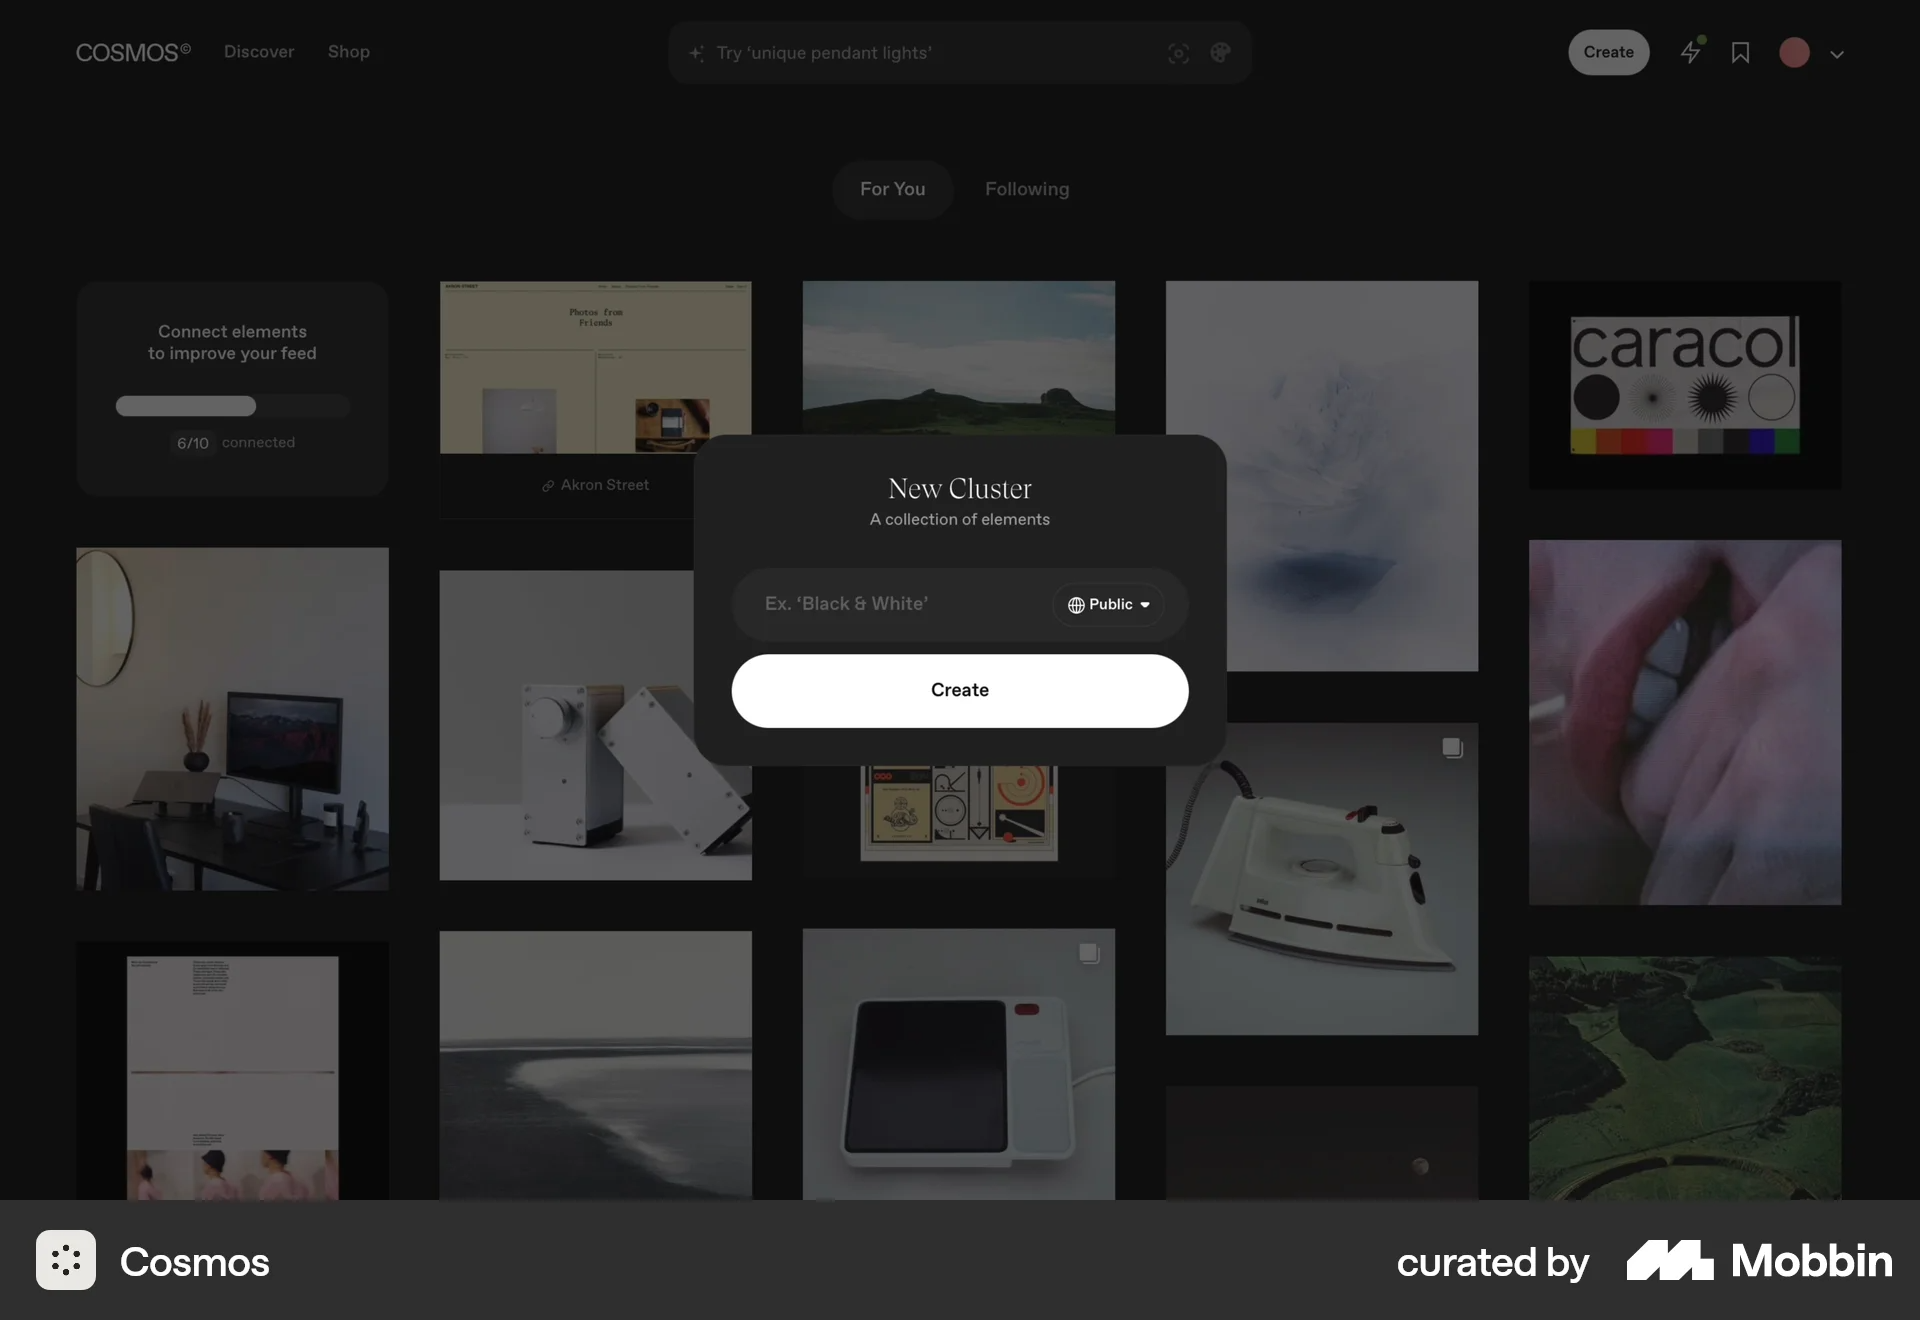 COSMOS©
Discover
Shop
Try ‘unique pendant lights’
Create
For You
Following
Connect elements
to improve your feed
6/10 connected
AKRON STREET
Photos from
Friends
Akron Street
caracol
New Cluster
A collection of elements
Ex. ‘Black & White’
Public
Create
Cosmos
curated by
Mobbin